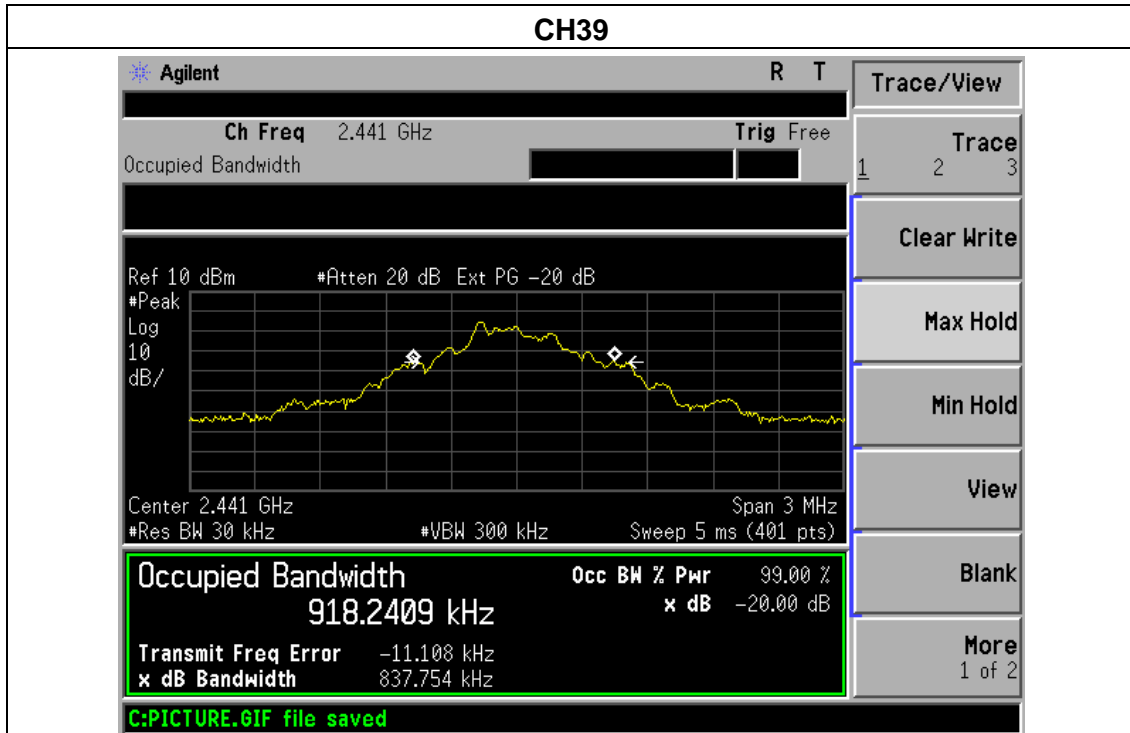 CH39
Agilent R T
Ch Freq 2.441 GHz Trig Free
Occupied Bandwidth
Ref 10 dBm #Atten 20 dB Ext PG -20 dB
#Peak
Log
10
dB/
Center 2.441 GHz Span 3 MHz
#Res BW 30 kHz #VBW 300 kHz Sweep 5 ms (401 pts)
Occupied Bandwidth Occ BW % Pwr 99.00 %
918.2409 kHz x dB -20.00 dB
Transmit Freq Error -11.108 kHz
x dB Bandwidth 837.754 kHz
C:PICTURE.GIF file saved
Trace/View
Trace
1 2 3
Clear Write
Max Hold
Min Hold
View
Blank
More
1 of 2